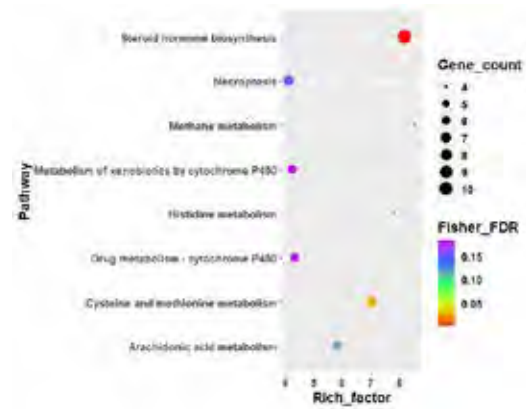 Steroid hormone biosynthesis
Necroptosis
Methane metabolism
Metabolism of xenobiotics by cytochrome P450
Histidine metabolism
Drug metabolism - cytochrome P450
Cysteine and methionine metabolism
Arachidonic acid metabolism
Pathway
4 5 6 7 8
Rich_factor
Gene_count
4
5
6
7
8
9
10
Fisher_FDR
0.15
0.10
0.05